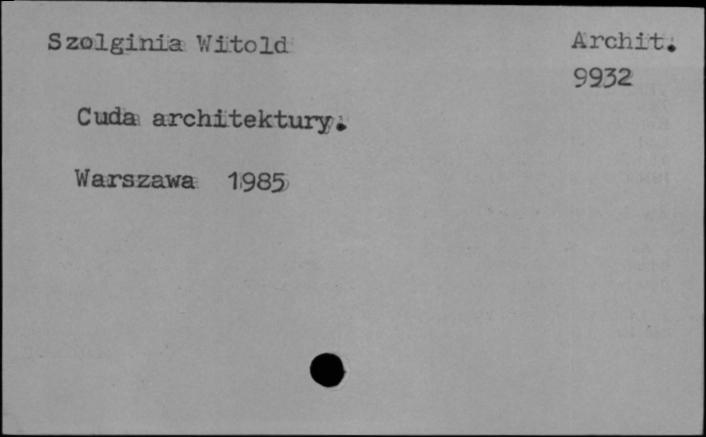 Szolginia Witold
Archit.
9932
Cuda architektury.
Warszawa 1985